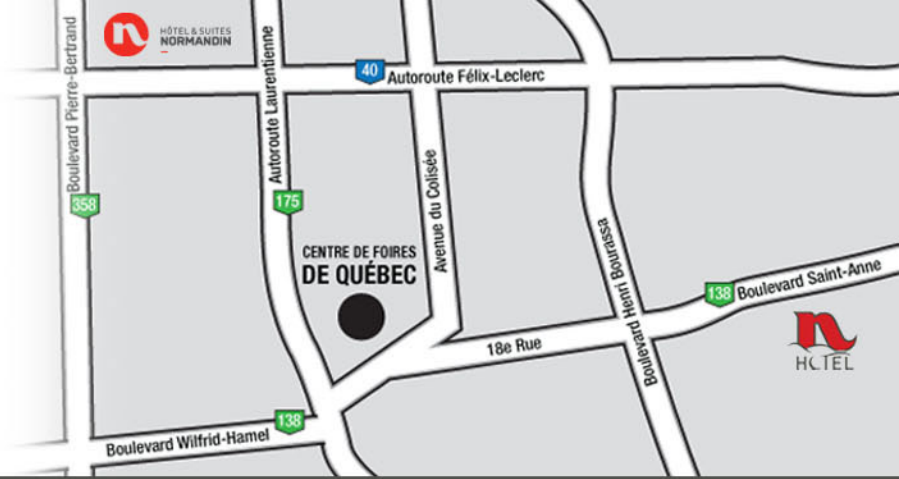 n
HÔTEL & SUITES
NORMANDIN
Boulevard Pierre-Bertrand
Autoroute Laurentienne
40
Autoroute Félix-Leclerc
358
175
Avenue du Colisée
CENTRE DE FOIRES
DE QUÉBEC
Boulevard Henri Bourassa
138
Boulevard Saint-Anne
18e Rue
n
HOTEL
138
Boulevard Wilfrid-Hamel